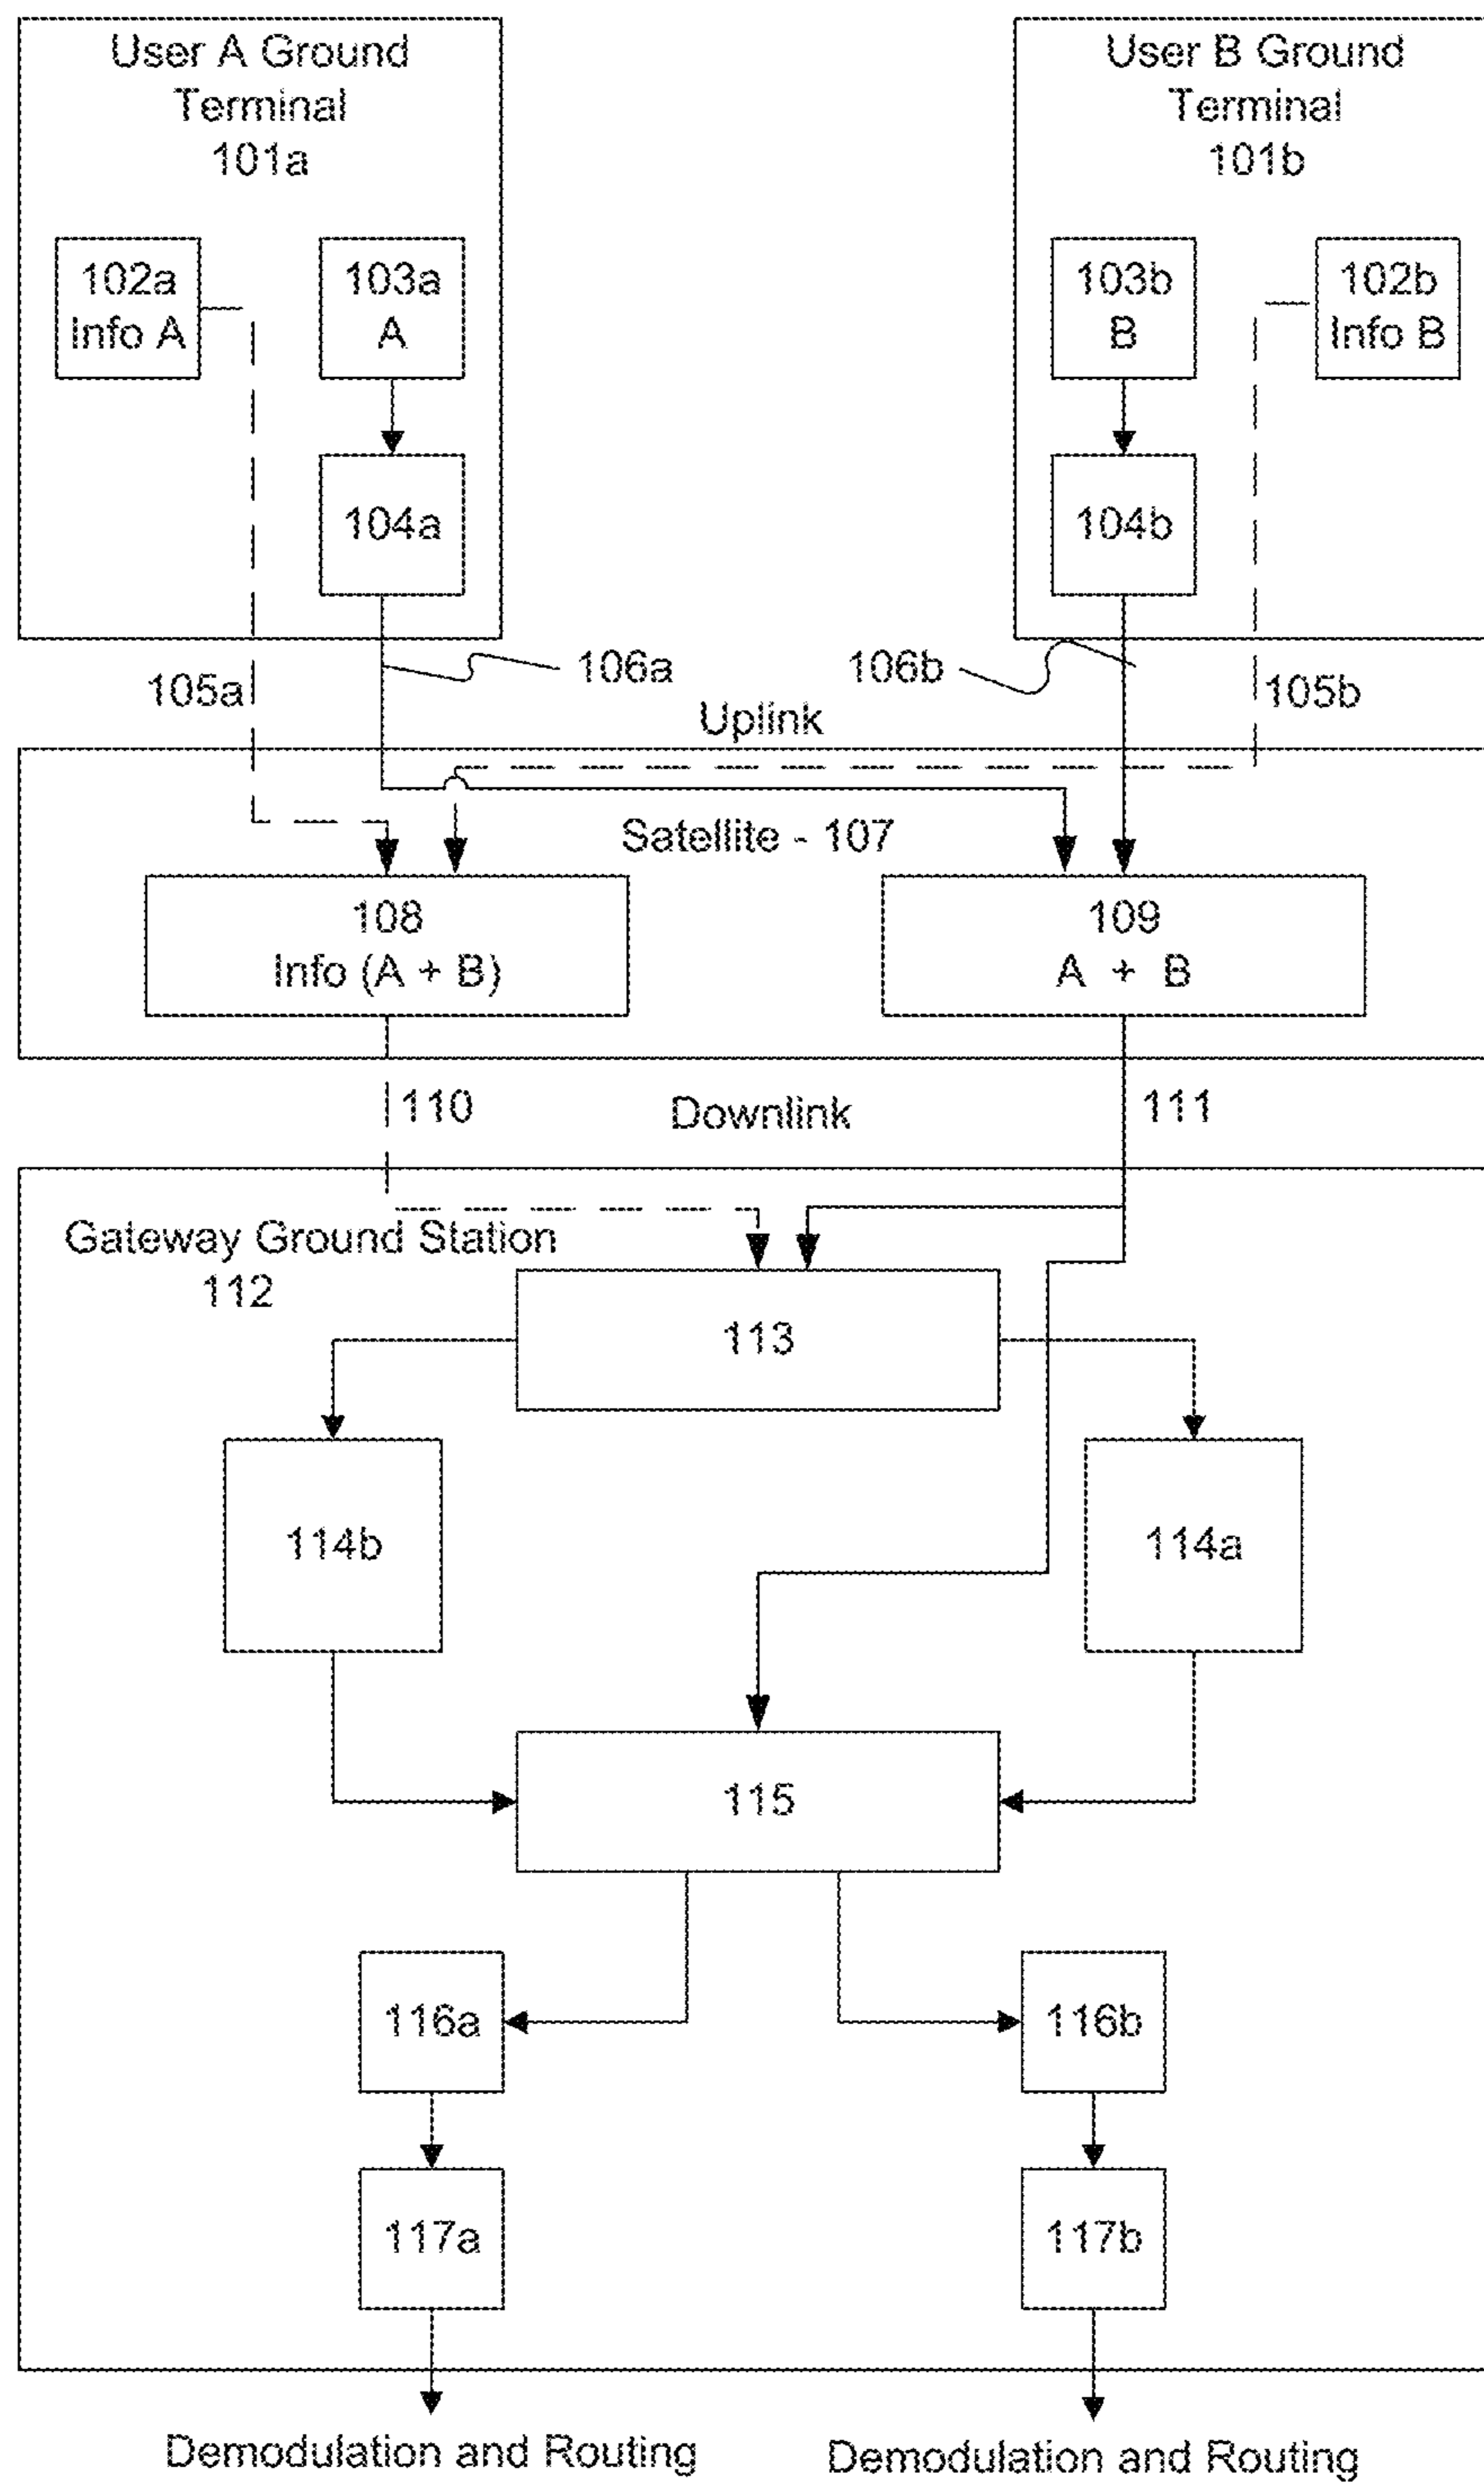 User A Ground
Terminal
101a
User B Ground
Terminal
101b
102a
Info A
103a
A
103b
B
102b
Info B
104a
104b
105a
106a
106b
105b
Uplink
Satellite - 107
108
Info (A + B)
109
A + B
110
Downlink
111
Gateway Ground Station
112
113
114b
114a
115
116a
116b
117a
117b
Demodulation and Routing
Demodulation and Routing